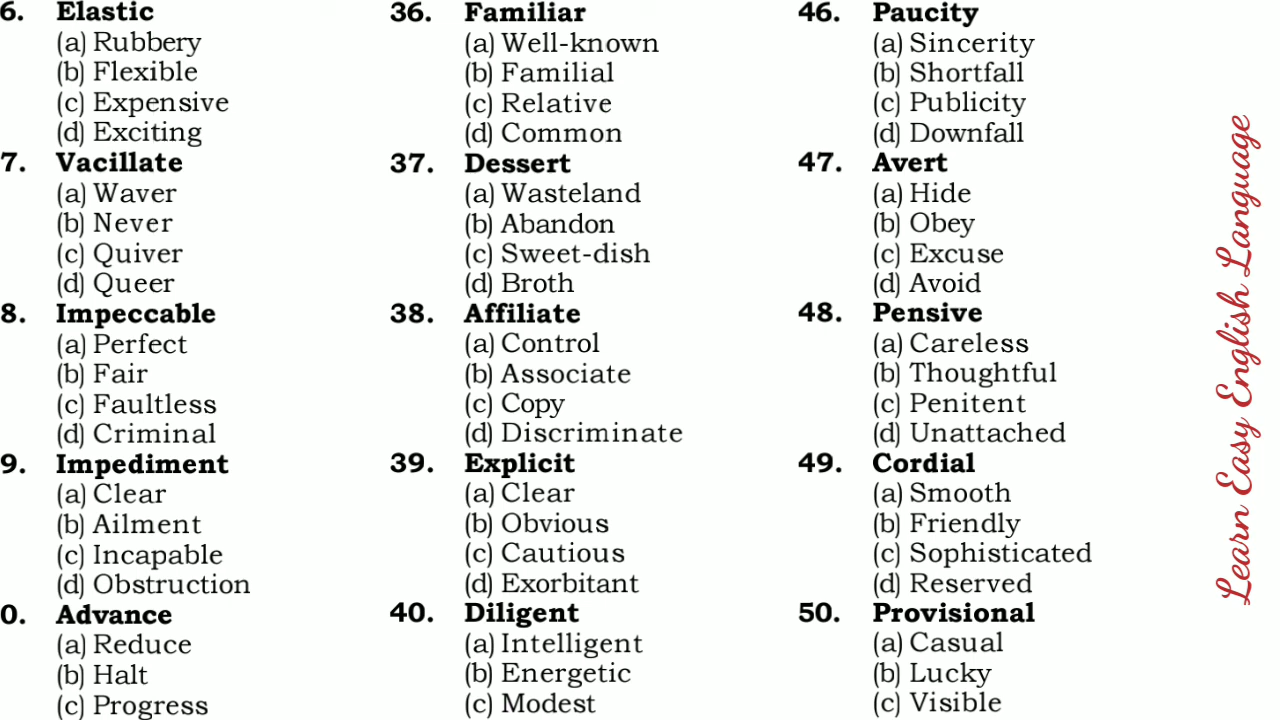 6. Elastic
(a) Rubbery
(b) Flexible
(c) Expensive
(d) Exciting
7. Vacillate
(a) Waver
(b) Never
(c) Quiver
(d) Queer
8. Impeccable
(a) Perfect
(b) Fair
(c) Faultless
(d) Criminal
9. Impediment
(a) Clear
(b) Ailment
(c) Incapable
(d) Obstruction
0. Advance
(a) Reduce
(b) Halt
(c) Progress
36. Familiar
(a) Well-known
(b) Familial
(c) Relative
(d) Common
37. Dessert
(a) Wasteland
(b) Abandon
(c) Sweet-dish
(d) Broth
38. Affiliate
(a) Control
(b) Associate
(c) Copy
(d) Discriminate
39. Explicit
(a) Clear
(b) Obvious
(c) Cautious
(d) Exorbitant
40. Diligent
(a) Intelligent
(b) Energetic
(c) Modest
46. Paucity
(a) Sincerity
(b) Shortfall
(c) Publicity
(d) Downfall
47. Avert
(a) Hide
(b) Obey
(c) Excuse
(d) Avoid
48. Pensive
(a) Careless
(b) Thoughtful
(c) Penitent
(d) Unattached
49. Cordial
(a) Smooth
(b) Friendly
(c) Sophisticated
(d) Reserved
50. Provisional
(a) Casual
(b) Lucky
(c) Visible
Learn Easy English Language